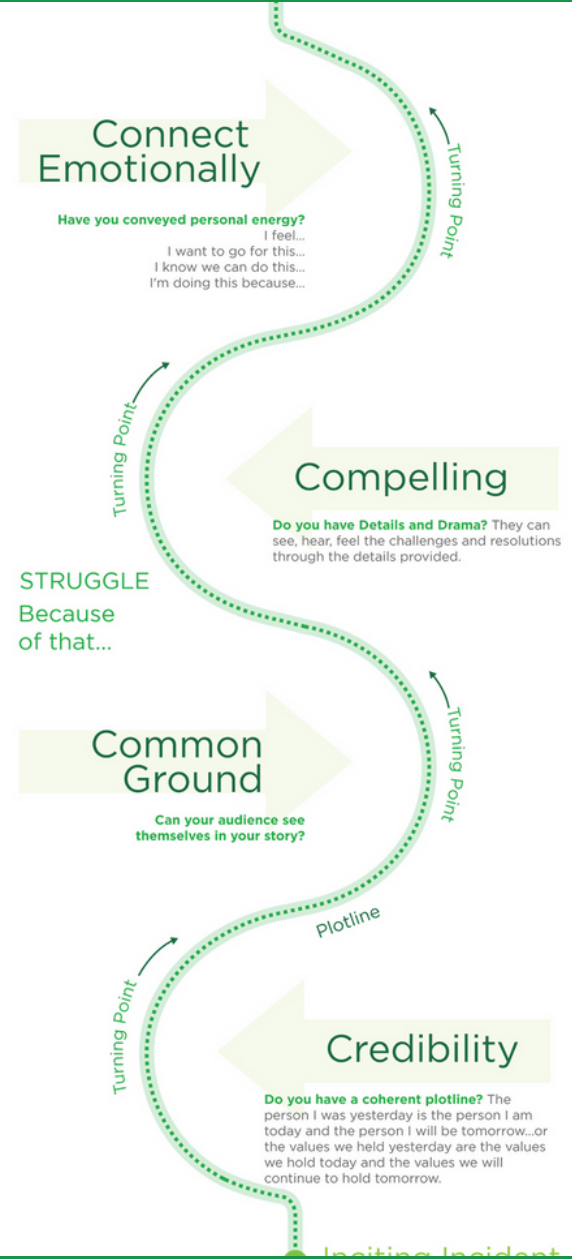 Connect
Emotionally
Turning Point
Have you conveyed personal energy?
I feel...
I want to go for this...
I know we can do this...
I'm doing this because...
Turning Point
Compelling
Do you have Details and Drama? They can
see, hear, feel the challenges and resolutions
through the details provided.
STRUGGLE
Because
of that...
Common
Ground
Turning Point
Can your audience see
themselves in your story?
Plotline
Turning Point
Credibility
Do you have a coherent plotline? The
person I was yesterday is the person I am
today and the person I will be tomorrow...or
the values we held yesterday are the values
we hold today and the values we will
continue to hold tomorrow.
Inciting Incident